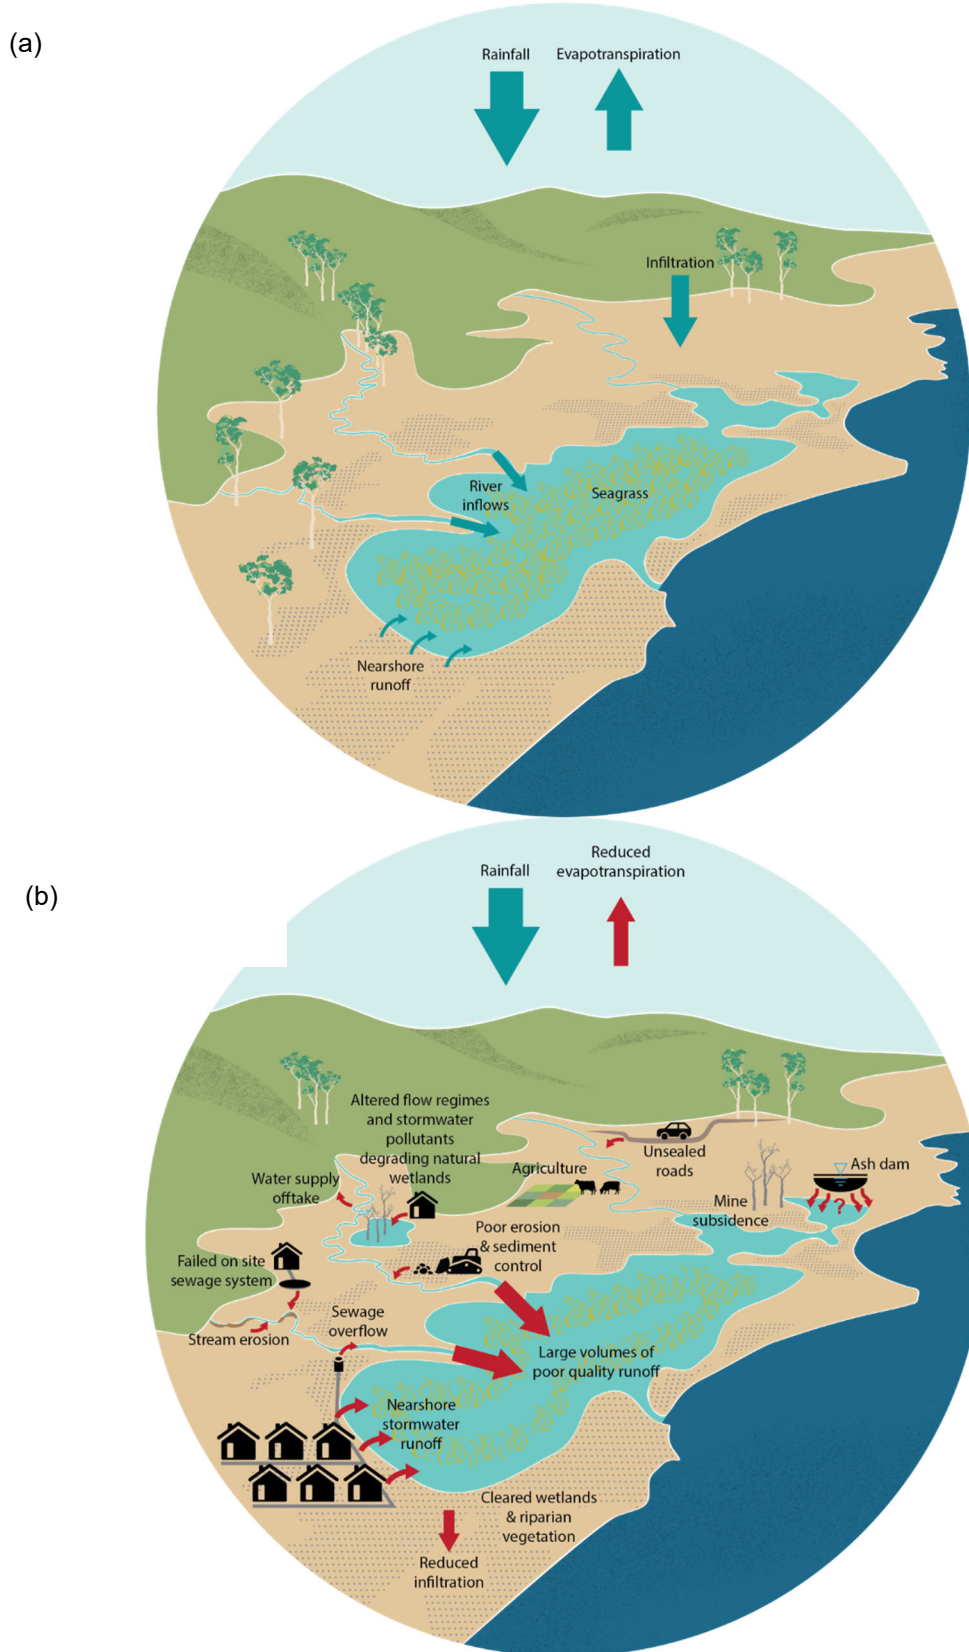 (a)
Rainfall
Evapotranspiration
Infiltration
River
inflows
Seagrass
Nearshore
runoff
(b)
Rainfall
Reduced
evapotranspiration
Altered flow regimes
and stormwater
pollutants
degrading natural
wetlands
Unsealed
roads
Ash dam
?
Agriculture
Water supply
offtake
Mine
subsidence
Poor erosion
& sediment
control
Failed on site
sewage system
Stream erosion
Sewage
overflow
Large volumes of
poor quality runoff
Nearshore
stormwater
runoff
Cleared wetlands
& riparian
vegetation
Reduced
infiltration